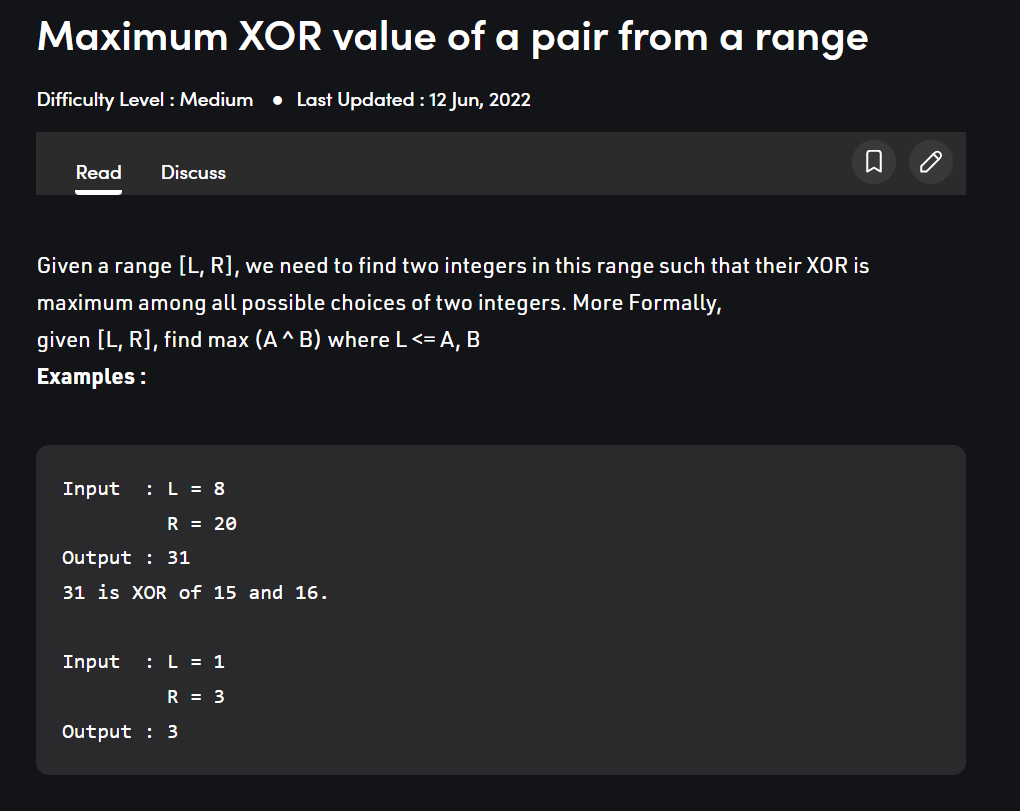 Maximum XOR value of a pair from a range
Difficulty Level : Medium ● Last Updated : 12 Jun, 2022
Read Discuss
Given a range [L, R], we need to find two integers in this range such that their XOR is
maximum among all possible choices of two integers. More Formally,
given [L, R], find max (A ^ B) where L <= A, B
Examples :
Input  : L = 8
         R = 20
Output : 31
31 is XOR of 15 and 16.
Input  : L = 1
         R = 3
Output : 3